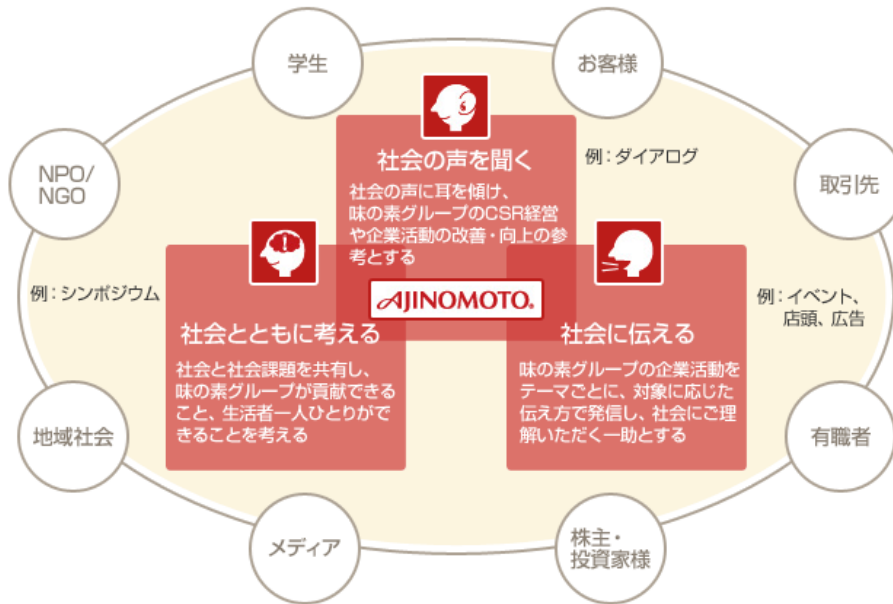 学生
お客様
NPO/
NGO
取引先
社会の声を聞く
例：ダイアログ
社会の声に耳を傾け、
味の素グループのCSR経営
や企業活動の改善・向上の参
考とする
例：シンポジウム
AJINOMOTO®
例：イベント、
店頭、広告
社会とともに考える
社会と社会課題を共有し、
味の素グループが貢献できる
こと、生活者一人ひとりがで
きることを考える
社会に伝える
味の素グループの企業活動を
テーマごとに、対象に応じた
伝え方で発信し、社会にご理
解いただく一助とする
地域社会
有職者
メディア
株主・
投資家様